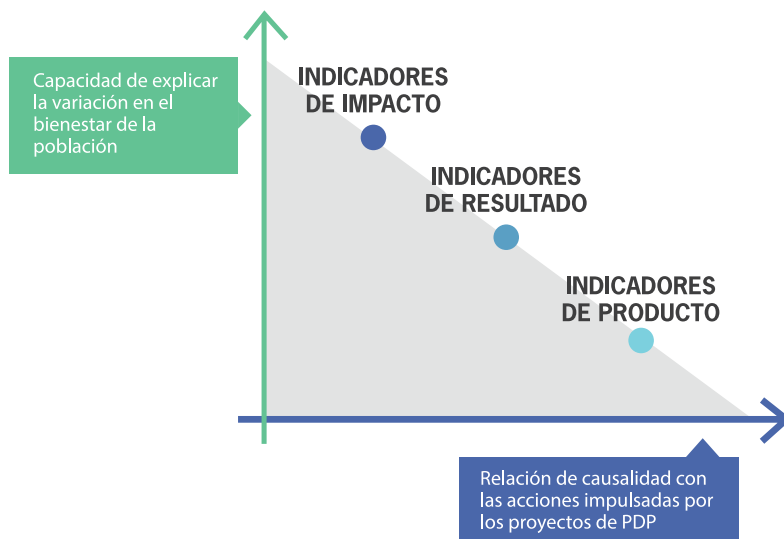 Capacidad de explicar
la variación en el
bienestar de la
población
INDICADORES
DE IMPACTO
INDICADORES
DE RESULTADO
INDICADORES
DE PRODUCTO
Relación de causalidad con
las acciones impulsadas por
los proyectos de PDP